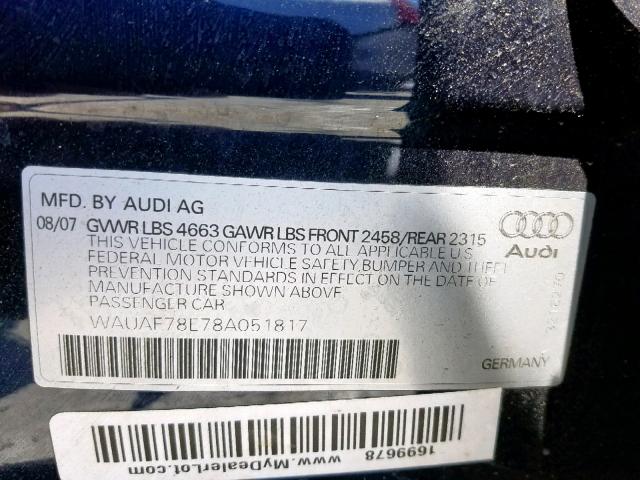 MFD. BY AUDI AG
08/07 GVWR LBS 4663 GAWR LBS FRONT 2458/REAR 2315
THIS VEHICLE CONFORMS TO ALL APPLICABLE U.S
FEDERAL MOTOR VEHICLE SAFETY,BUMPER AND THEFT
PREVENTION STANDARDS IN EFFECT ON THE DATE OF
MANUFACTURE SHOWN ABOVE
PASSENGER CAR
WAUAF78E78A051817
Audi
GERMANY
1699678
www.MyDealerLot.com